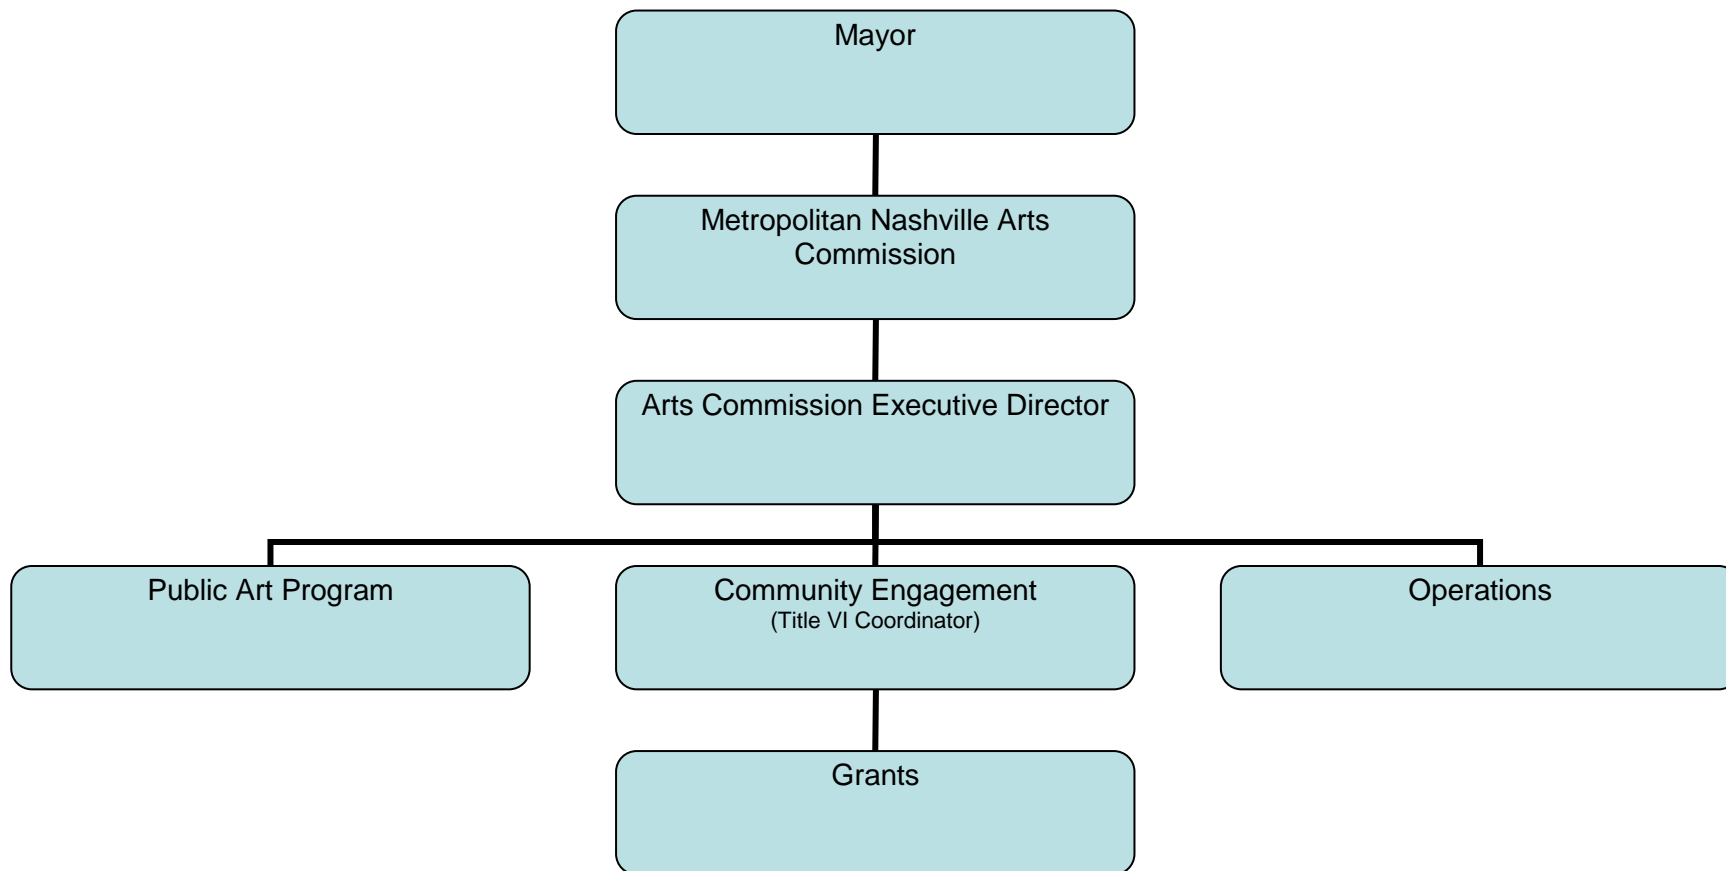 Mayor
Metropolitan Nashville Arts
Commission
Arts Commission Executive Director
Public Art Program
Community Engagement
(Title VI Coordinator)
Operations
Grants